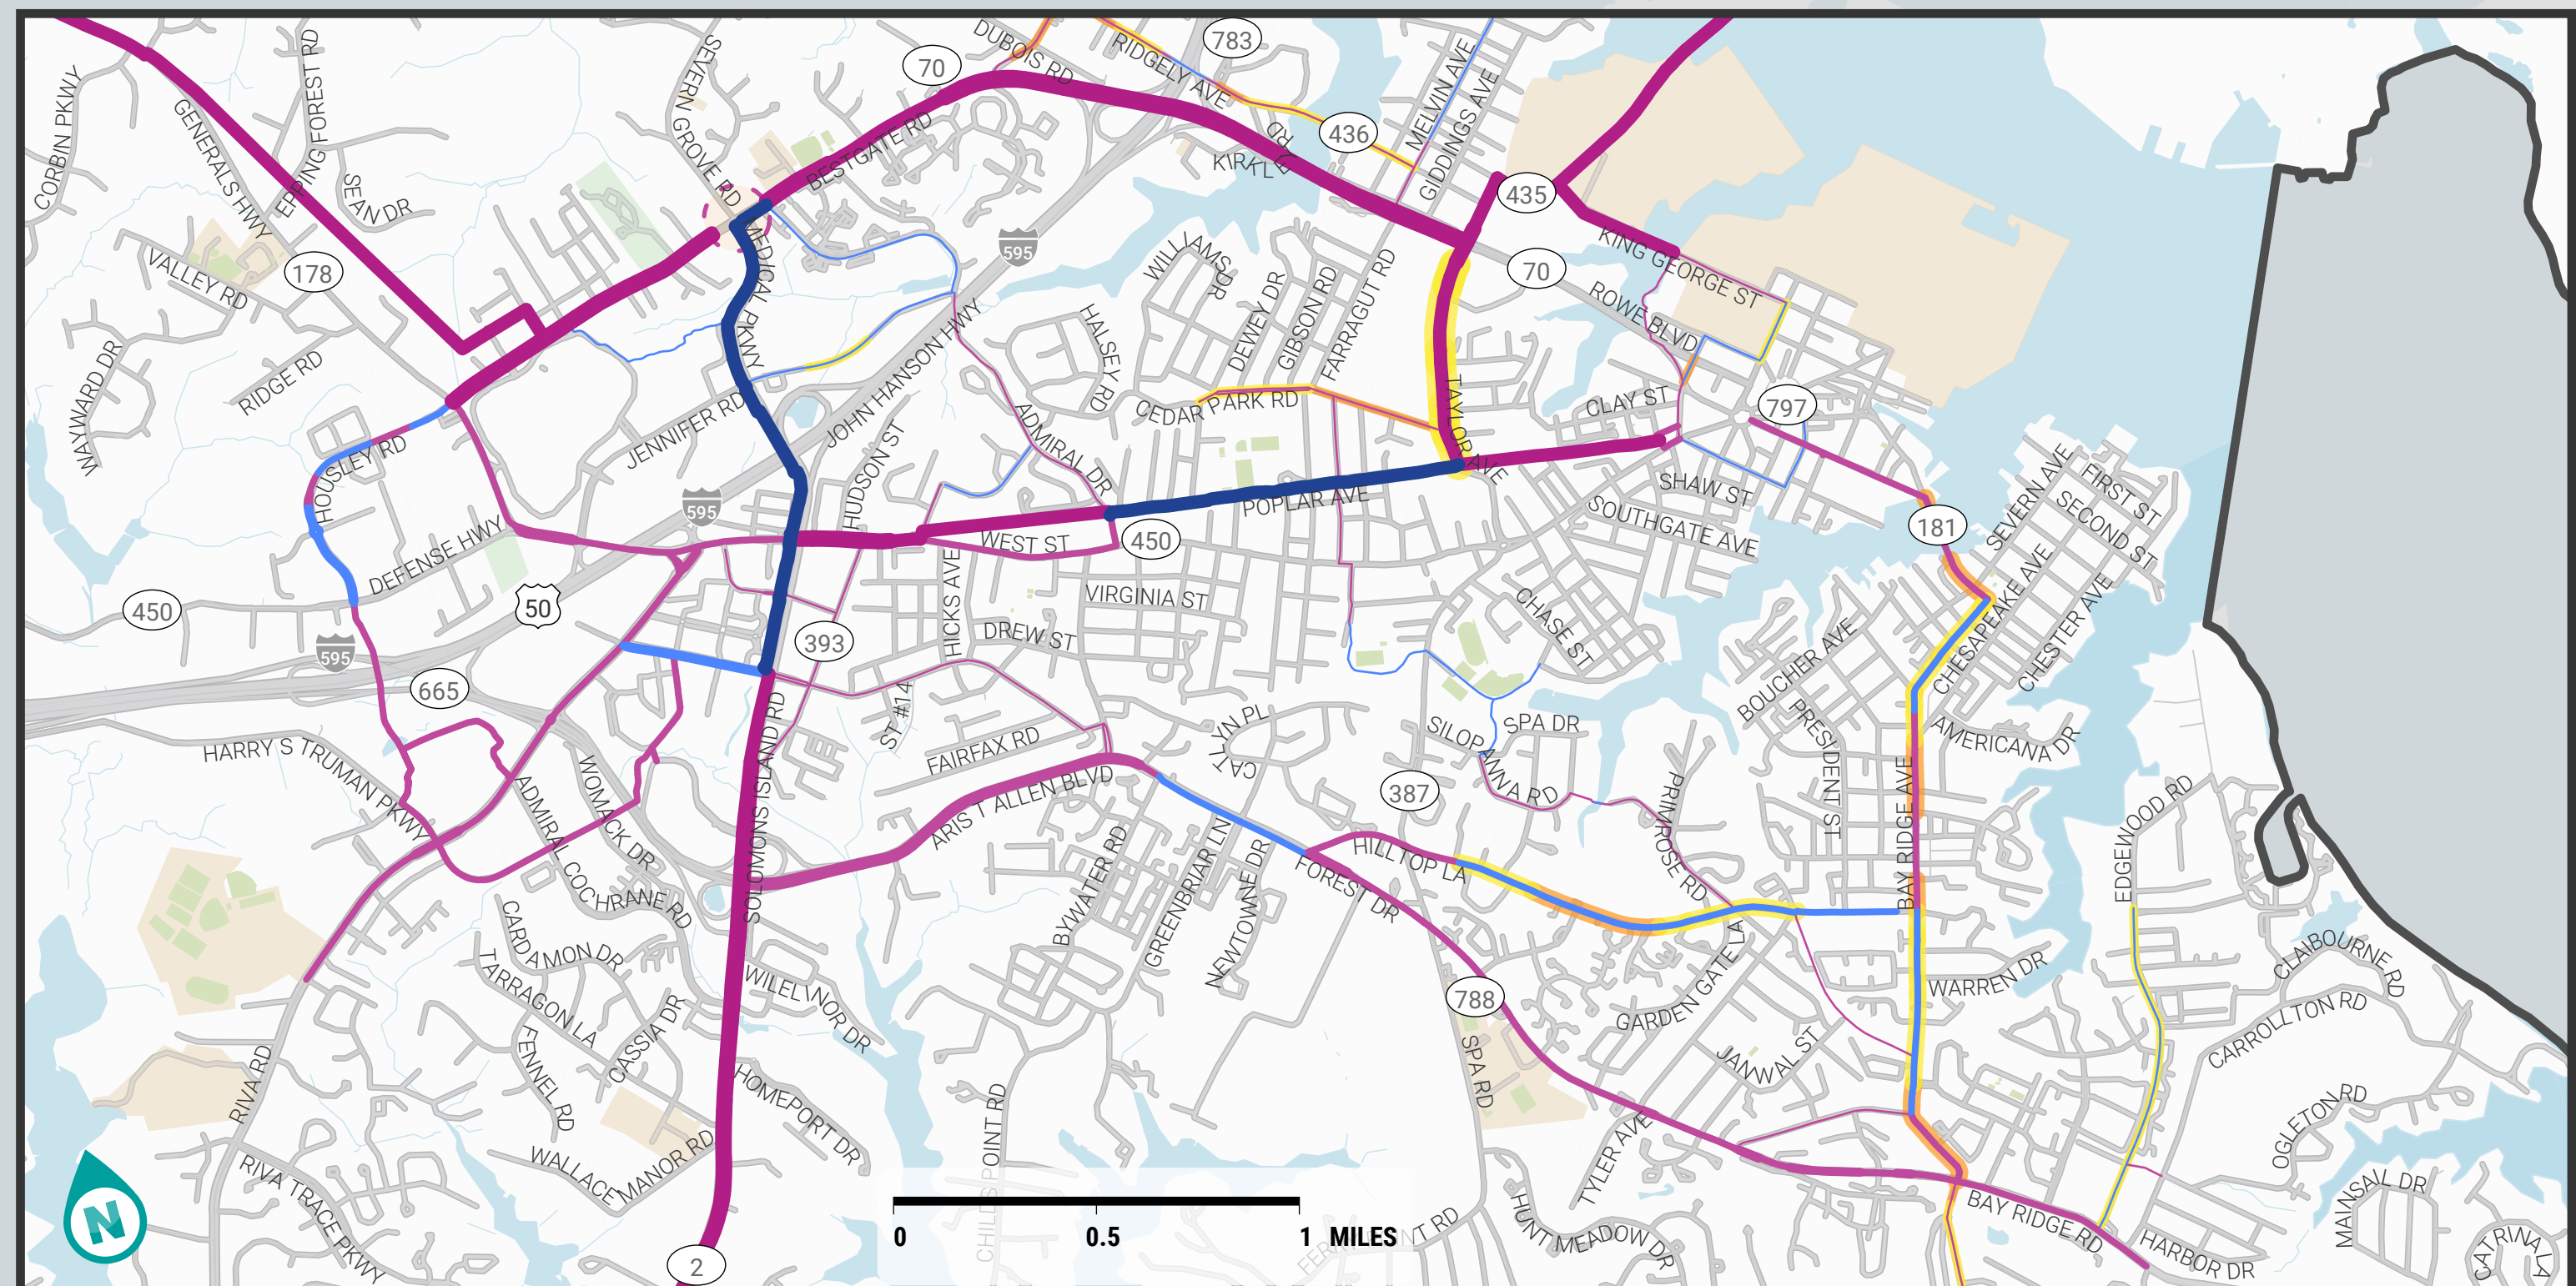 DUBOIS RD
RIDGELY AVE
783
70
SEVERN GROVE RD
CORBIN PKWY
GENERALS HWY
EPPING FOREST RD
SEAN DR
BESTGATE RD
KIRKLEY RD
436
MELVIN AVE
GIDDINGS AVE
435
KING GEORGE ST
VALLEY RD
178
MEDICAL PKWY
595
WILLIAMS DR
DEWEY DR
GIBSON RD
FARRAGUT RD
70
ROWE BLVD
WAYWARD DR
RIDGE RD
JENNIFER RD
JOHN HANSON HWY
HALSEY RD
CEDAR PARK RD
TAYLOR AVE
CLAY ST
797
HOUSLEY RD
HUDSON ST
ADMIRAL DR
POPLAR AVE
SHAW ST
SOUTHGATE AVE
595
DEFENSE HWY
WEST ST
450
181
SEVERN AVE
FIRST ST
SECOND ST
450
50
595
HICKS AVE
VIRGINIA ST
DREW ST
393
CHASE ST
BOUCHER AVE
CHESAPEAKE AVE
CHESTER AVE
665
HARRY S TRUMAN PKWY
SOLOMONS ISLAND RD
ST #14
FAIRFAX RD
CATLYN PL
SILOPANNA RD
SPA DR
PRESIDENT ST
AMERICANA DR
WOMACK DR
ADMIRAL COCHRANE RD
ARIS T ALLEN BLVD
387
HILLTOP LA
FOREST DR
PRIMROSE RD
BAY RIDGE AVE
EDGEWOOD RD
BYWATER RD
GREENBRIAR LN
NEWTOWNE DR
CARDAMON DR
TARRAGON LA
CASSIA DR
FENNEL RD
WILELINOR DR
788
GARDEN GATE LA
WARREN DR
CLAIBOURNE RD
CARROLLTON RD
JANWAL ST
SPA RD
RIVA RD
HOMEPORT DR
WALLACE MANOR RD
RIVA TRACE PKWY
CHILDS POINT RD
TYLER AVE
OGLETON RD
HUNT MEADOW DR
BAY RIDGE RD
HARBOR DR
MAINSAIL DR
CATRINA LA
N
0 0.5 1 MILES
2